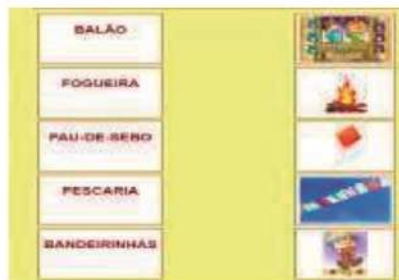 BALÃO
FOGUEIRA
PAU-DE-SEBO
PESCARIA
BANDEIRINHAS